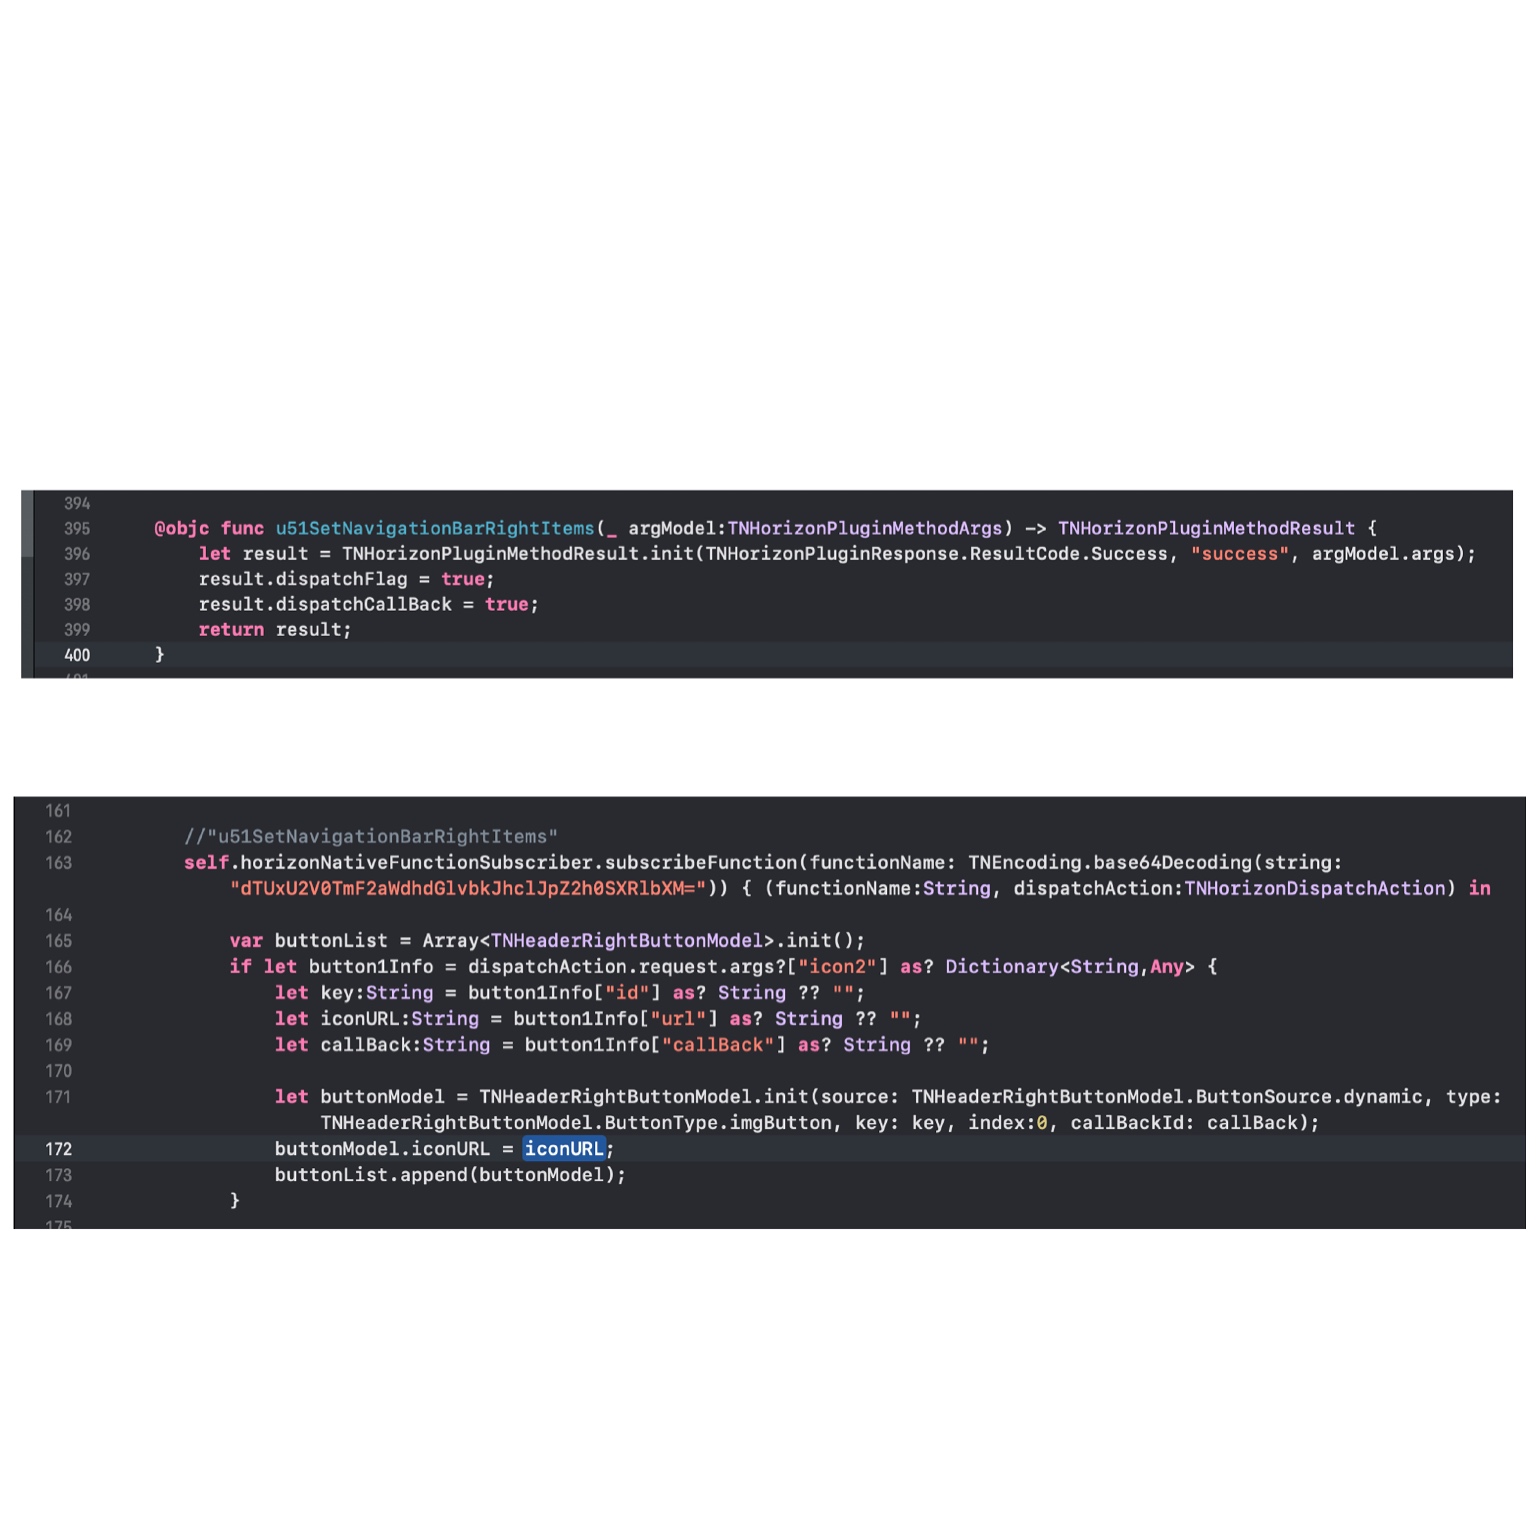 394
395 @objc func u51SetNavigationBarRightItems(_ argModel:TNHorizonPluginMethodArgs) -> TNHorizonPluginMethodResult {
396 let result = TNHorizonPluginMethodResult.init(TNHorizonPluginResponse.ResultCode.Success, "success", argModel.args);
397 result.dispatchFlag = true;
398 result.dispatchCallBack = true;
399 return result;
400 }
401
161
162 //"u51SetNavigationBarRightItems"
163 self.horizonNativeFunctionSubscriber.subscribeFunction(functionName: TNEncoding.base64Decoding(string:
"dTUxU2V0TmF2aWdhdGlvbkJhclJpZ2h0SXRlbXM=")) { (functionName:String, dispatchAction:TNHorizonDispatchAction) in
164
165 var buttonList = Array<TNHeaderRightButtonModel>.init();
166 if let button1Info = dispatchAction.request.args?["icon2"] as? Dictionary<String,Any> {
167 let key:String = button1Info["id"] as? String ?? "";
168 let iconURL:String = button1Info["url"] as? String ?? "";
169 let callBack:String = button1Info["callBack"] as? String ?? "";
170
171 let buttonModel = TNHeaderRightButtonModel.init(source: TNHeaderRightButtonModel.ButtonSource.dynamic, type:
TNHeaderRightButtonModel.ButtonType.imgButton, key: key, index:0, callBackId: callBack);
172 buttonModel.iconURL = iconURL;
173 buttonList.append(buttonModel);
174 }
175